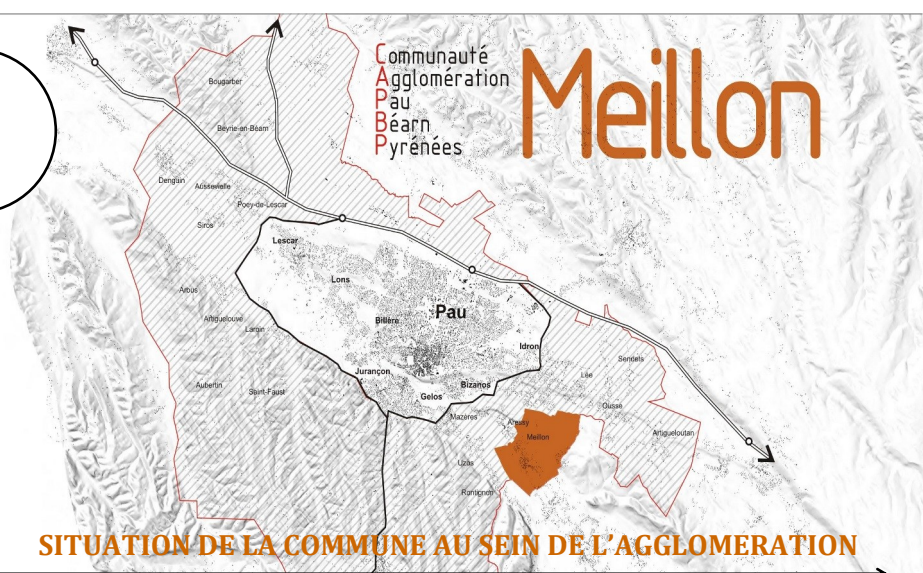 Communauté
Agglomération
Pau
Béarn
Pyrénées
Meillon
Bougarber
Beyrie-en-Béarn
Denguin
Aussevielle
Poey-de-Lescar
Siros
Lescar
Lons
Pau
Arbus
Artiguelouve
Billère
Laroin
Idron
Sendets
Lée
Jurançon
Aubertin
Saint-Faust
Bizanos
Gelos
Ousse
Mazères
Aressy
Artigueloutan
Meillon
Uzos
Rontignon
SITUATION DE LA COMMUNE AU SEIN DE L'AGGLOMERATION